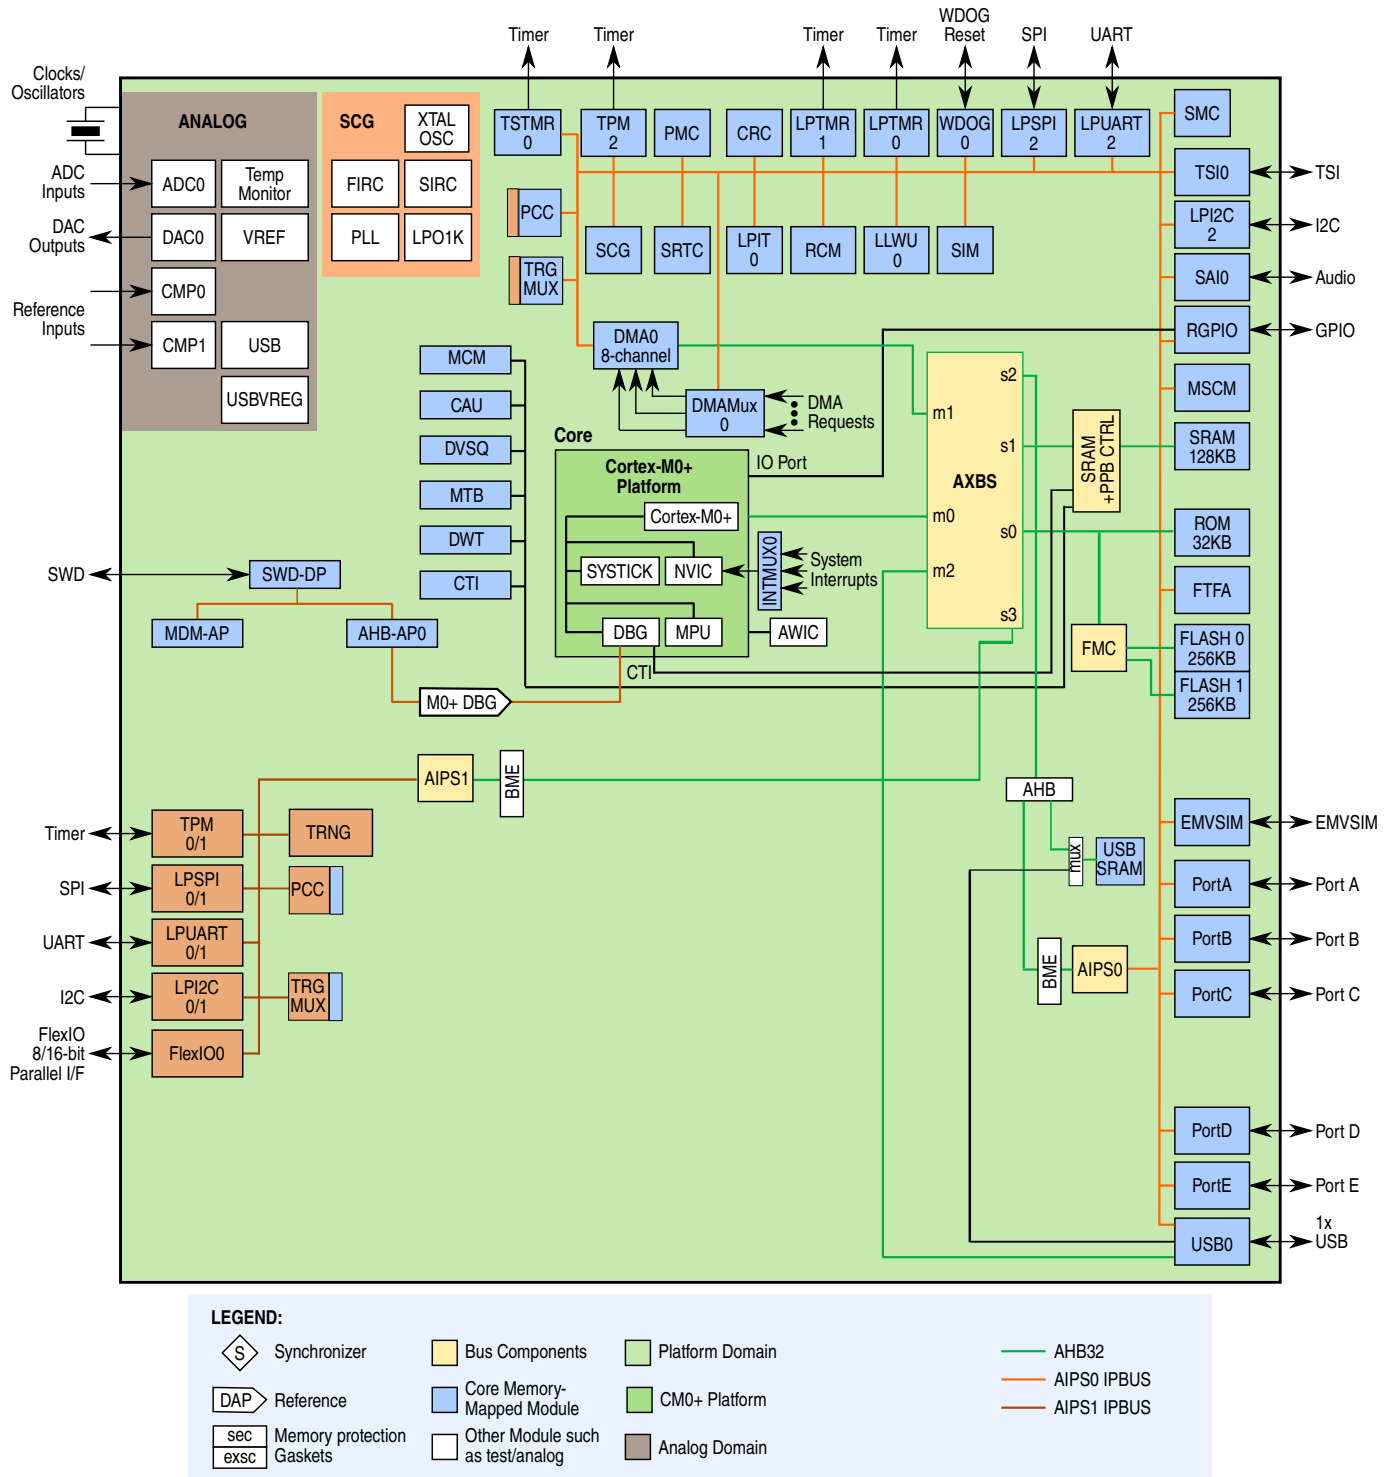 Timer
Timer
Timer
Timer
WDOG
Reset
SPI
UART
Clocks/
Oscillators
ADC
Inputs
DAC
Outputs
Reference
Inputs
ANALOG
ADC0
Temp
Monitor
DAC0
VREF
CMP0
CMP1
USB
USBVREG
SCG
XTAL
OSC
FIRC
SIRC
PLL
LPO1K
TSTMR
0
TPM
2
PMC
CRC
LPTMR
1
LPTMR
0
WDOG
0
LPSPI
2
LPUART
2
PCC
TRG
MUX
SCG
SRTC
LPIT
0
RCM
LLWU
0
SIM
SMC
TSI0
TSI
LPI2C
2
I2C
SAI0
Audio
RGPIO
GPIO
MSCM
SRAM
128KB
ROM
32KB
FTFA
FLASH 0
256KB
FLASH 1
256KB
DMA0
8-channel
DMAMux
0
DMA
Requests
MCM
CAU
DVSQ
MTB
DWT
CTI
Core
Cortex-M0+
Platform
Cortex-M0+
SYSTICK
NVIC
DBG
MPU
IO Port
INTMUX0
System
Interrupts
AWIC
CTI
AXBS
m1
m0
m2
s2
s1
s0
s3
SRAM
+PPB CTRL
FMC
SWD
SWD-DP
MDM-AP
AHB-AP0
M0+ DBG
AIPS1
BME
AHB
mux
USB
SRAM
BME
AIPS0
Timer
TPM
0/1
TRNG
SPI
LPSPI
0/1
PCC
UART
LPUART
0/1
I2C
LPI2C
0/1
TRG
MUX
FlexIO
8/16-bit
Parallel I/F
FlexIO0
EMVSIM
EMVSIM
PortA
Port A
PortB
Port B
PortC
Port C
PortD
Port D
PortE
Port E
USB0
1x
USB
LEGEND:
S
Synchronizer
DAP
Reference
sec
exsc
Memory protection
Gaskets
Bus Components
Core Memory-
Mapped Module
Other Module such
as test/analog
Platform Domain
CM0+ Platform
Analog Domain
AHB32
AIPS0 IPBUS
AIPS1 IPBUS